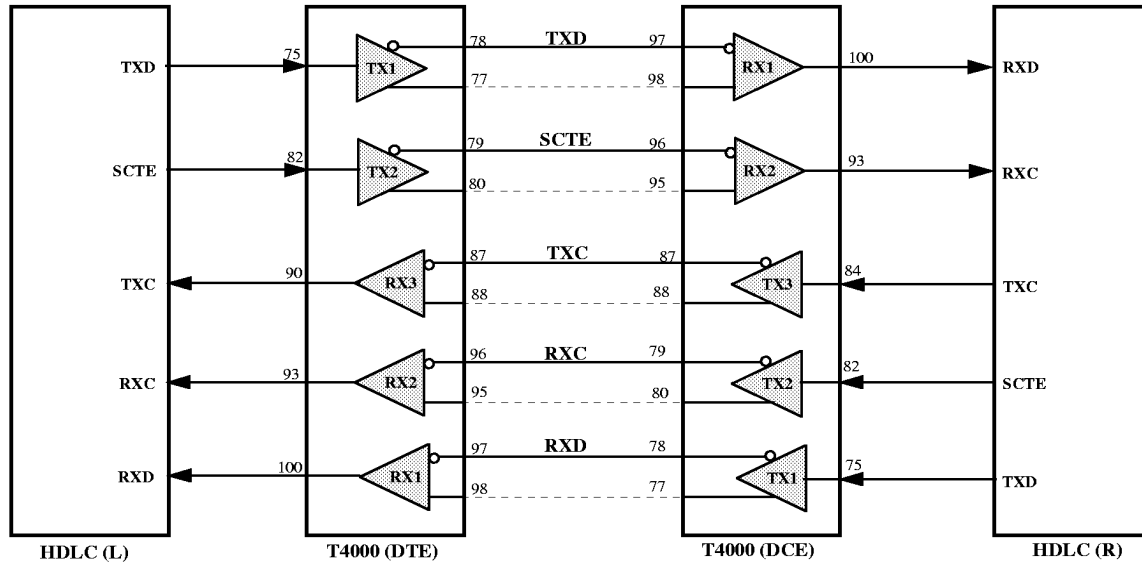 75 78 TXD 97 100
TXD TX1 RX1 RXD
77 98
82 79 SCTE 96 93
SCTE TX2 RX2 RXC
80 95
90 87 TXC 87 84
TXC RX3 TX3 TXC
88 88
93 96 RXC 79 82
RXC RX2 TX2 SCTE
95 80
100 97 RXD 78 75
RXD RX1 TX1 TXD
98 77
HDLC (L) T4000 (DTE) T4000 (DCE) HDLC (R)